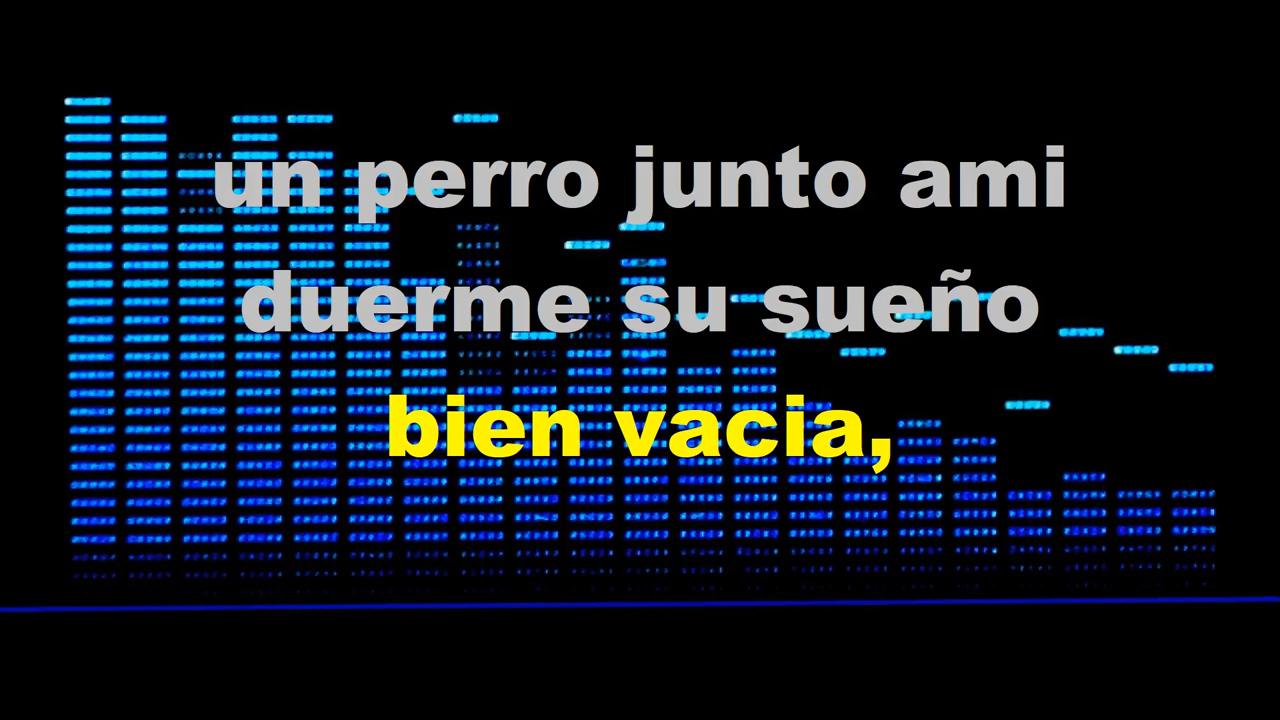 un perro junto ami
duerme su sueño
bien vacia,